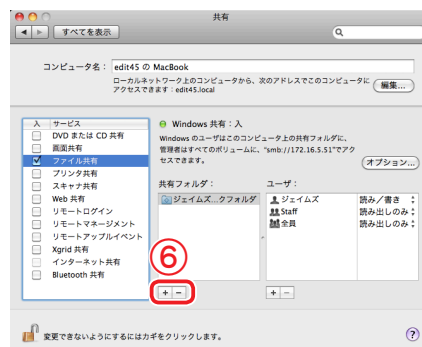 共有
すべてを表示
コンピュータ名： edit45 の MacBook
ローカルネットワーク上のコンピュータから、次のアドレスでこのコンピュータに
アクセスできます：edit45.local
編集...
入 サービス
DVD または CD 共有
画面共有
ファイル共有
プリンタ共有
スキャナ共有
Web 共有
リモートログイン
リモートマネージメント
リモートアップルイベント
Xgrid 共有
インターネット共有
Bluetooth 共有
Windows 共有：入
Windows のユーザはこのコンピュータ上の共有フォルダに、
管理者はすべてのボリュームに、"smb://172.16.5.51"でアク
セスできます。
オプション...
共有フォルダ： ユーザ：
ジェイムズ...クフォルダ
ジェイムズ 読み／書き
Staff 読み出しのみ
全員 読み出しのみ
⑥
+ − + −
変更できないようにするにはカギをクリックします。
?